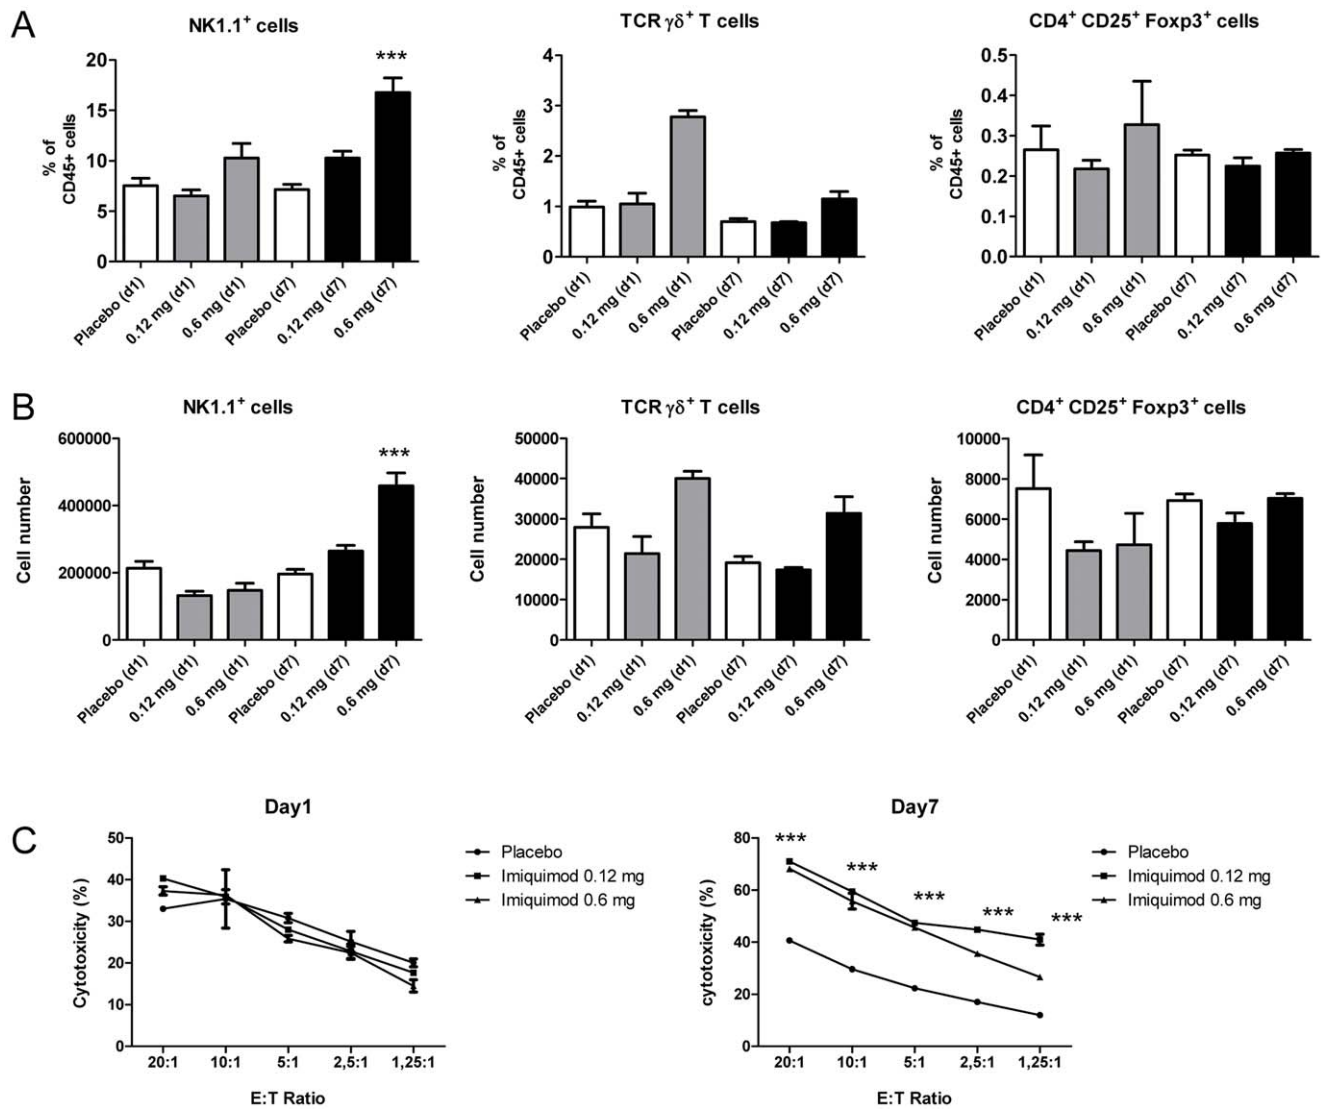 A
NK1.1+ cells
TCR γδ+ T cells
CD4+ CD25+ Foxp3+ cells
% of
CD45+ cells
20
15
10
5
0
***
Placebo (d1)
0.12 mg (d1)
0.6 mg (d1)
Placebo (d7)
0.12 mg (d7)
0.6 mg (d7)
% of
CD45+ cells
4
3
2
1
0
Placebo (d1)
0.12 mg (d1)
0.6 mg (d1)
Placebo (d7)
0.12 mg (d7)
0.6 mg (d7)
% of
CD45+ cells
0.5
0.4
0.3
0.2
0.1
0.0
Placebo (d1)
0.12 mg (d1)
0.6 mg (d1)
Placebo (d7)
0.12 mg (d7)
0.6 mg (d7)
B
NK1.1+ cells
TCR γδ+ T cells
CD4+ CD25+ Foxp3+ cells
Cell number
600000
400000
200000
0
***
Placebo (d1)
0.12 mg (d1)
0.6 mg (d1)
Placebo (d7)
0.12 mg (d7)
0.6 mg (d7)
Cell number
50000
40000
30000
20000
10000
0
Placebo (d1)
0.12 mg (d1)
0.6 mg (d1)
Placebo (d7)
0.12 mg (d7)
0.6 mg (d7)
Cell number
10000
8000
6000
4000
2000
0
Placebo (d1)
0.12 mg (d1)
0.6 mg (d1)
Placebo (d7)
0.12 mg (d7)
0.6 mg (d7)
C
Day1
Cytotoxicity (%)
50
40
30
20
10
0
20:1 10:1 5:1 2,5:1 1,25:1
E:T Ratio
Placebo
Imiquimod 0.12 mg
Imiquimod 0.6 mg
Day7
cytotoxicity (%)
80
60
40
20
0
*** *** *** *** ***
20:1 10:1 5:1 2,5:1 1,25:1
E:T Ratio
Placebo
Imiquimod 0.12 mg
Imiquimod 0.6 mg